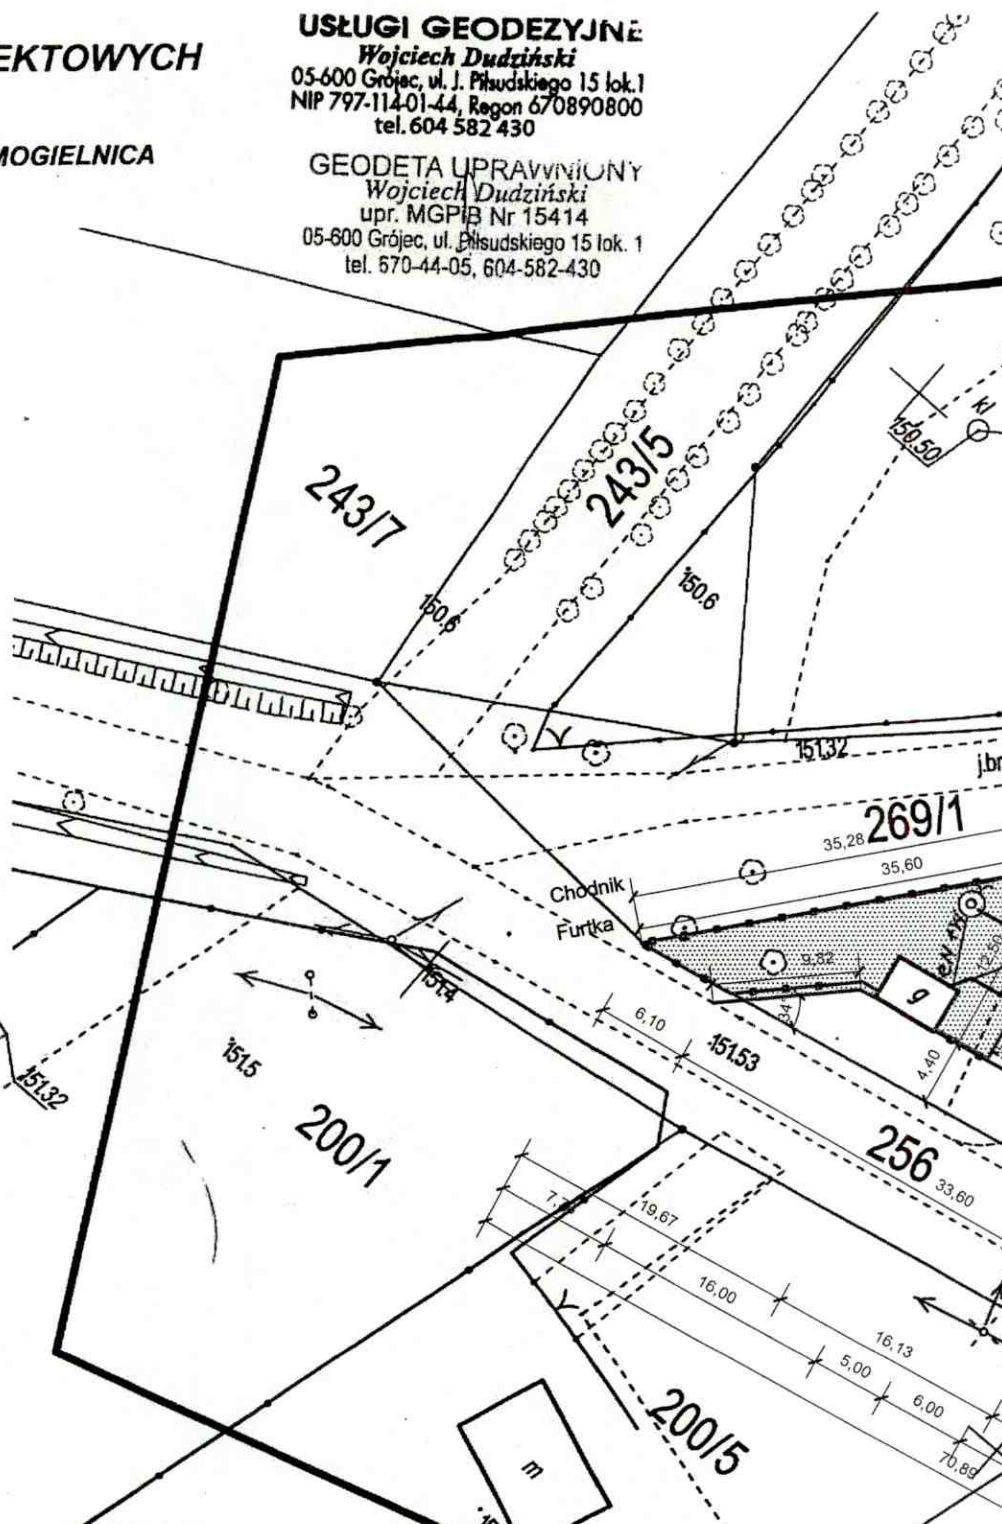 EKTOWYCH
MOGIELNICA
USŁUGI GEODEZYJNE
Wojciech Dudziński
05-600 Grójec, ul. J. Piłsudskiego 15 lok.1
NIP 797-114-01-44, Regon 670890800
tel. 604 582 430
GEODETA UPRAWNIONY
Wojciech Dudziński
upr. MGPiB Nr 15414
05-600 Grójec, ul. Piłsudskiego 15 lok. 1
tel. 670-44-05, 604-582-430
kl
150.50
243/5
243/7
150.6
150.6
151.32
j.br
269/1
35,28
35,60
Chodnik
Furtka
eN
9,82
g
151.4
6,10
151.53
4,40
151.5
151.32
200/1
256
33,60
7,
19,67
16,00
16,13
5,00
6,00
200/5
70,89
m